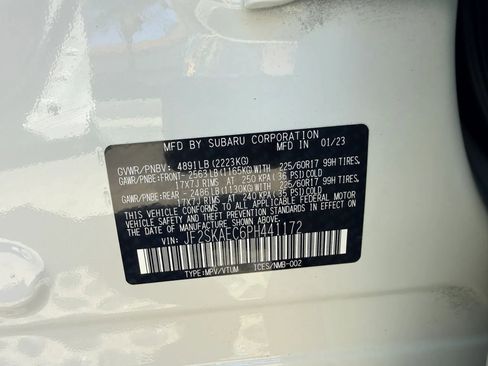 MFD BY SUBARU CORPORATION 01/23
GVWR/PNBV: 4891LB(2223KG)
GAWR/PNBE:FRONT- 2563LB(1165KG)WITH 225/60R17 99H TIRES,
17X7J RIMS AT 250 KPA(36 PSI)COLD
GAWR/PNBE:REAR - 2486LB(1130KG)WITH 225/60R17 99H TIRES,
17X7J RIMS AT 240 KPA(35 PSI)COLD
THIS VEHICLE CONFORMS TO ALL APPLICABLE FEDERAL
MOTOR VEHICLE SAFETY, BUMPER, AND THEFT PREVENTION STANDARDS
IN EFFECT ON THE DATE OF MANUFACTURE SHOWN ABOVE.
VIN: JF2SKAEC6PH441172
TYPE:MPV/VTUM ICES/NMB-002